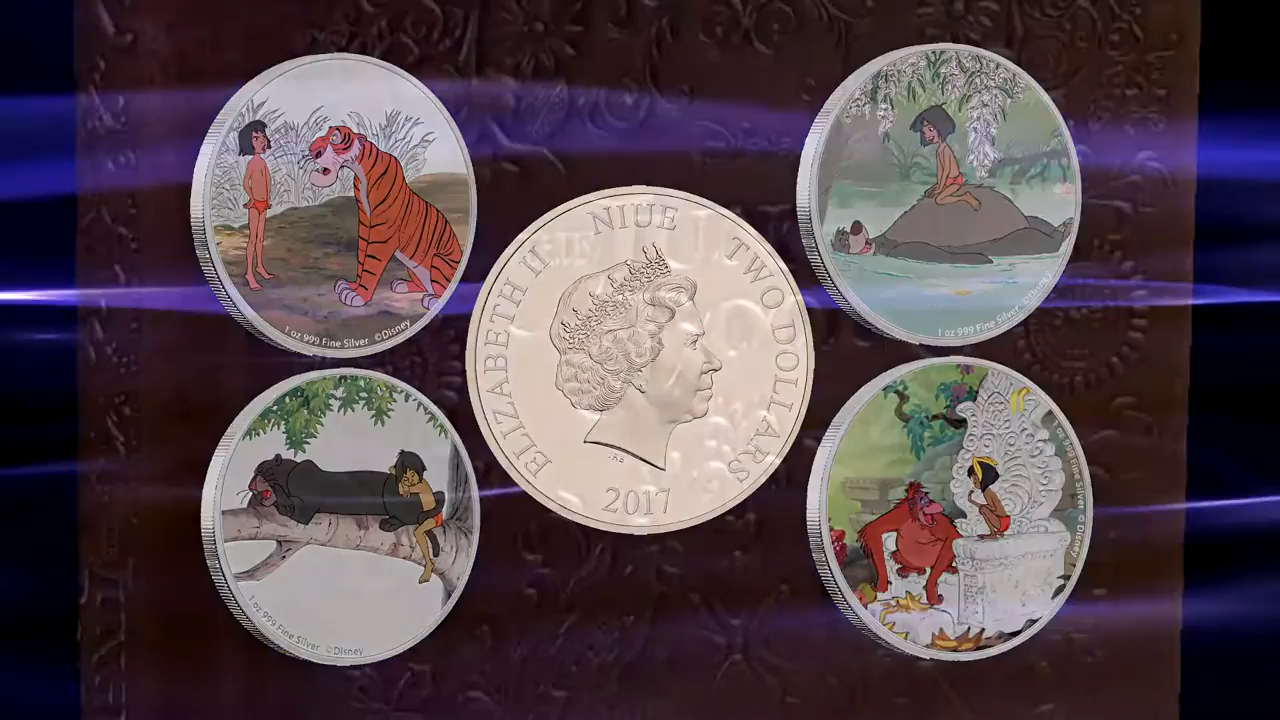 1 oz 999 Fine Silver ©Disney
1 oz 999 Fine Silver ©Disney
ELIZABETH II NIUE TWO DOLLARS
2017
1 oz 999 Fine Silver ©Disney
1 oz 999 Fine Silver ©Disney